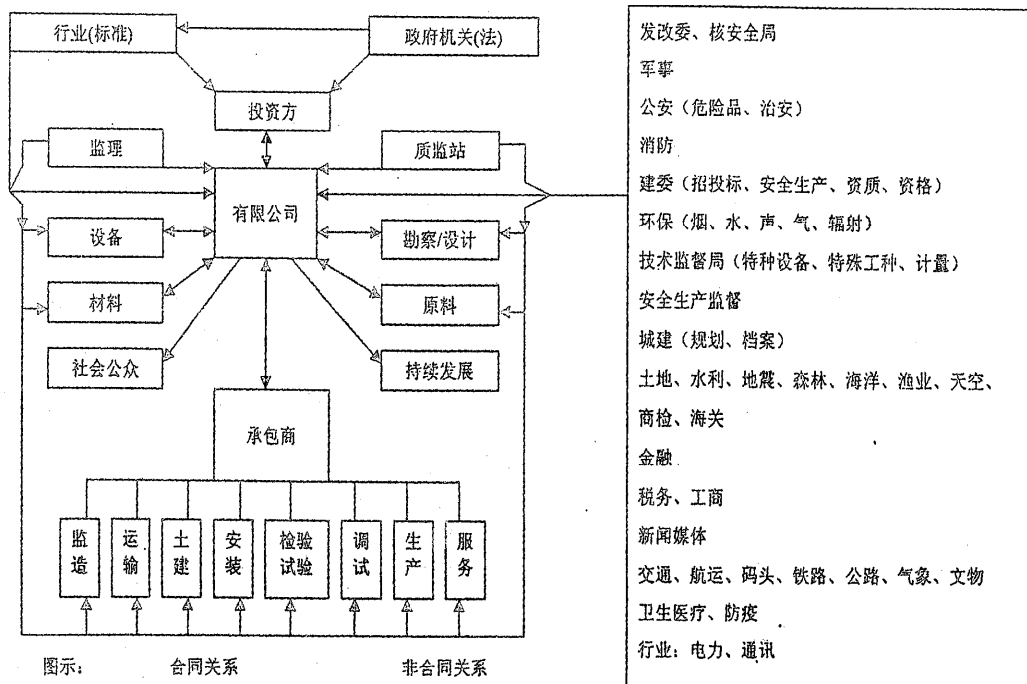 行业(标准)
政府机关(法)
投资方
监理
质监站
有限公司
设备
勘察/设计
材料
原料
社会公众
持续发展
承包商
监造
运输
土建
安装
检验试验
调试
生产
服务
图示：
合同关系
非合同关系
发改委、核安全局
军事
公安（危险品、治安）
消防
建委（招投标、安全生产、资质、资格）
环保（烟、水、声、气、辐射）
技术监督局（特种设备、特殊工种、计量）
安全生产监督
城建（规划、档案）
土地、水利、地震、森林、海洋、渔业、天空、
商检、海关
金融
税务、工商
新闻媒体
交通、航运、码头、铁路、公路、气象、文物
卫生医疗、防疫
行业：电力、通讯